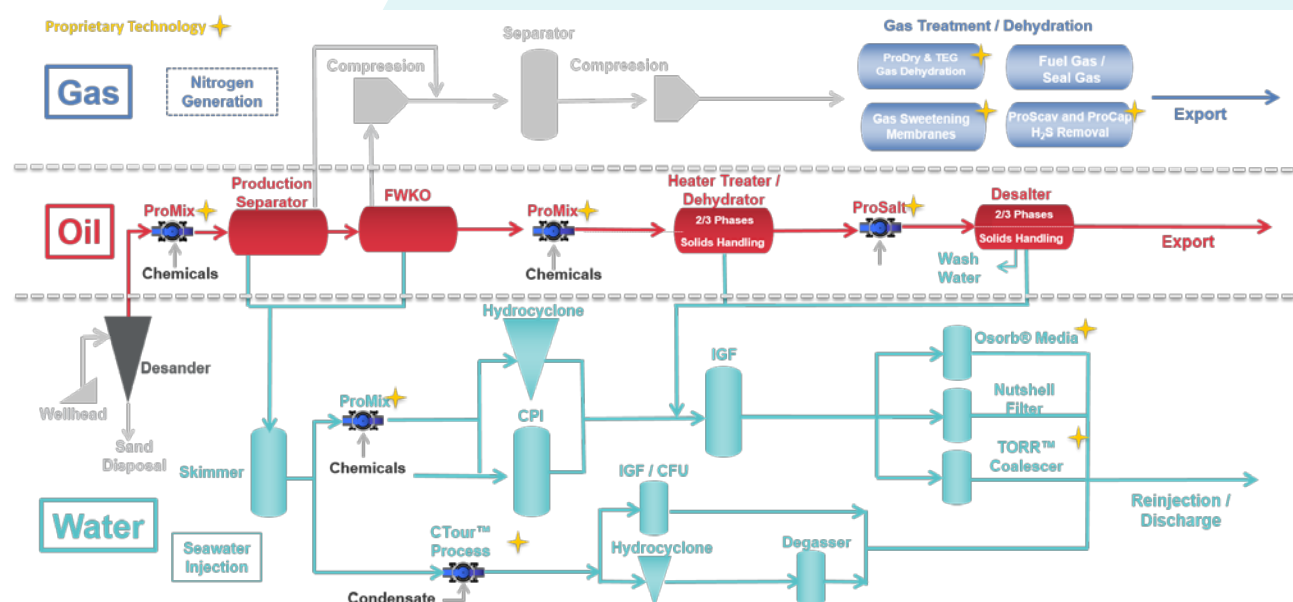 Proprietary Technology
Gas
Nitrogen
Generation
Compression
Separator
Compression
Gas Treatment / Dehydration
ProDry & TEG
Gas Dehydration
Fuel Gas /
Seal Gas
Gas Sweetening
Membranes
ProScav and ProCap
H₂S Removal
Export
Oil
ProMix
Chemicals
Production
Separator
FWKO
ProMix
Chemicals
Heater Treater /
Dehydrator
2/3 Phases
Solids Handling
ProSalt
Desalter
2/3 Phases
Solids Handling
Wash
Water
Export
Desander
Wellhead
Sand
Disposal
Water
Seawater
Injection
Skimmer
ProMix
Chemicals
Hydrocyclone
CPI
IGF
CTour™
Process
Condensate
IGF / CFU
Hydrocyclone
Degasser
Osorb® Media
Nutshell
Filter
TORR™
Coalescer
Reinjection /
Discharge